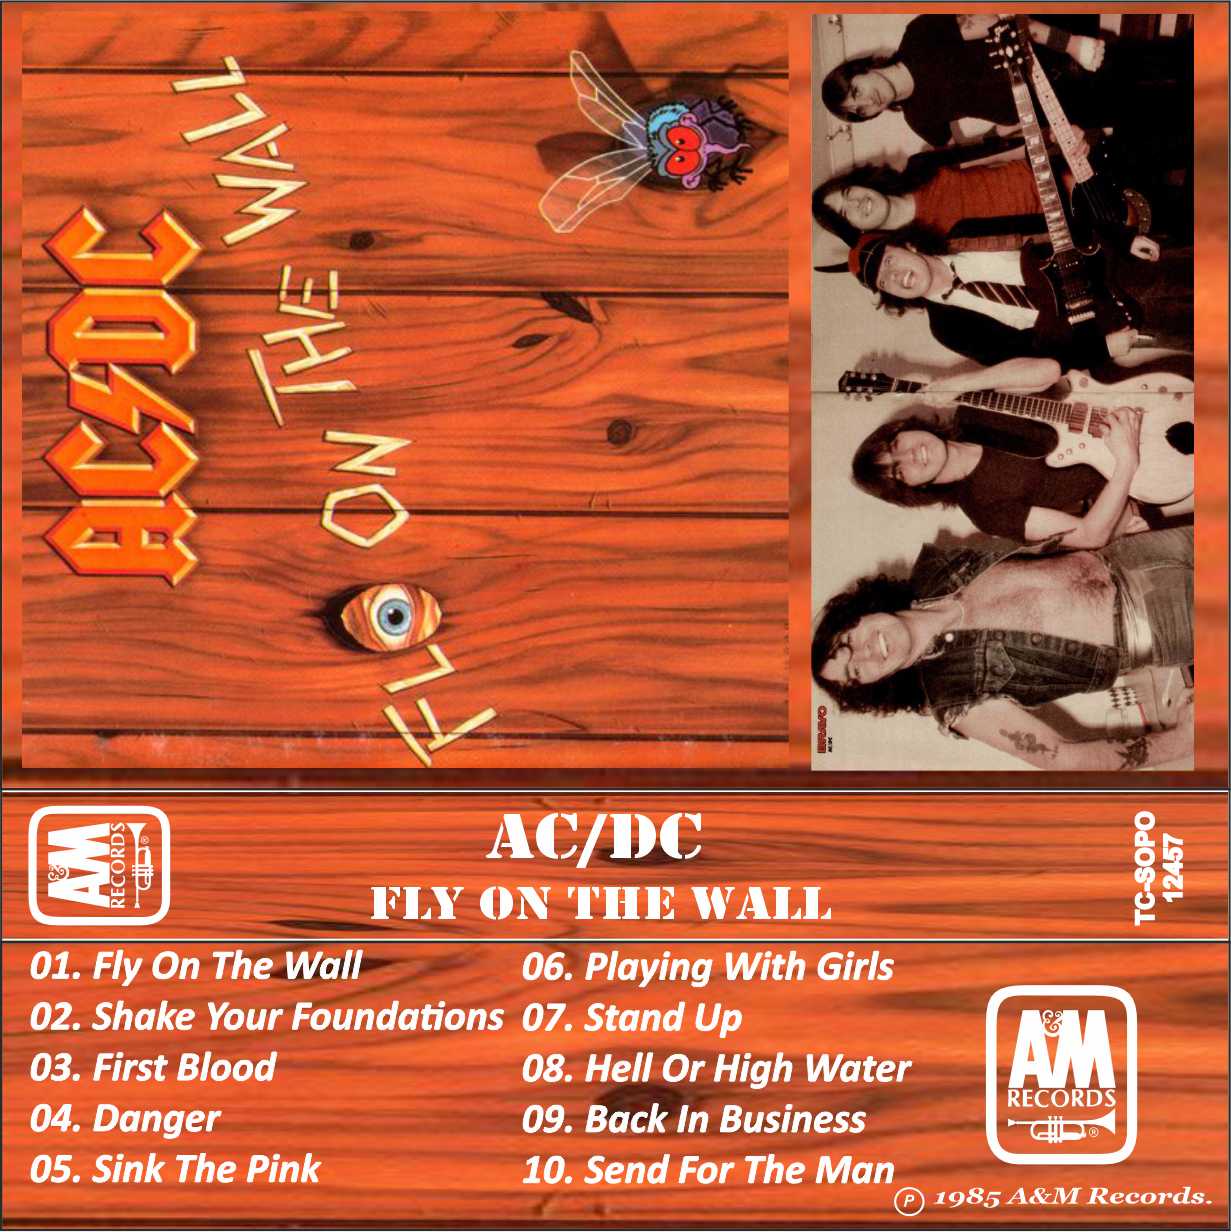 AC/DC
FLY ON THE WALL
BRAVO
AC/DC
A&M
RECORDS
®
AC/DC
FLY ON THE WALL
TC-SOPO
12457
01. Fly On The Wall
02. Shake Your Foundations
03. First Blood
04. Danger
05. Sink The Pink
06. Playing With Girls
07. Stand Up
08. Hell Or High Water
09. Back In Business
10. Send For The Man
A&M
RECORDS
®
℗ 1985 A&M Records.